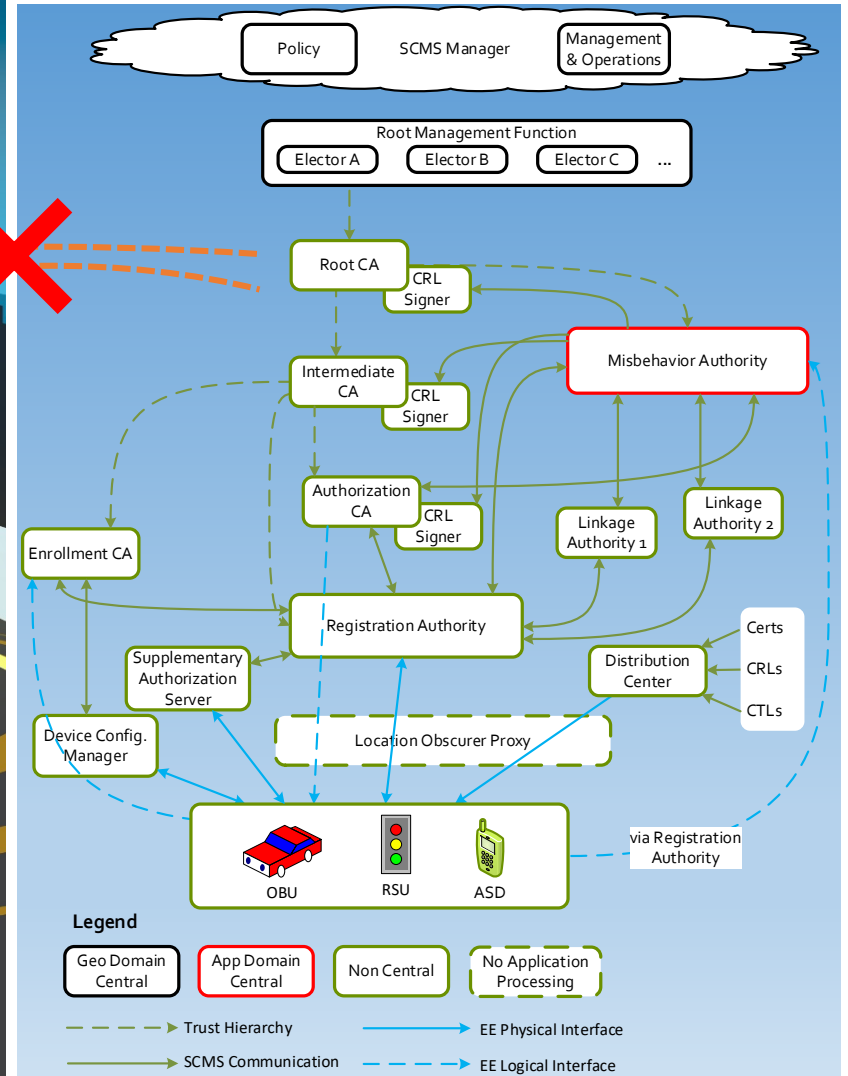 Policy
SCMS Manager
Management
& Operations
Root Management Function
Elector A
Elector B
Elector C
...
Root CA
CRL
Signer
Misbehavior Authority
Intermediate
CA
CRL
Signer
Authorization
CA
CRL
Signer
Linkage
Authority 1
Linkage
Authority 2
Enrollment CA
Registration Authority
Supplementary
Authorization
Server
Distribution
Center
Certs
CRLs
CTLs
Device Config.
Manager
Location Obscurer Proxy
OBU
RSU
ASD
via Registration
Authority
Legend
Geo Domain
Central
App Domain
Central
Non Central
No Application
Processing
Trust Hierarchy
EE Physical Interface
SCMS Communication
EE Logical Interface